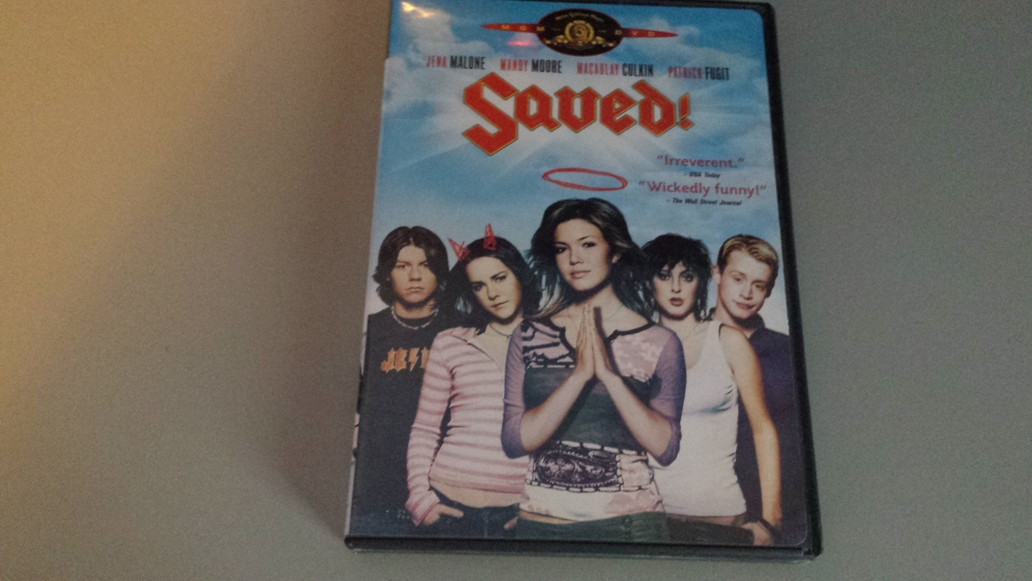 MGM DVD
JENA MALONE MANDY MOORE MACAULAY CULKIN PATRICK FUGIT
Saved!
"Irreverent."
- USA Today
"Wickedly funny!"
- The Wall Street Journal